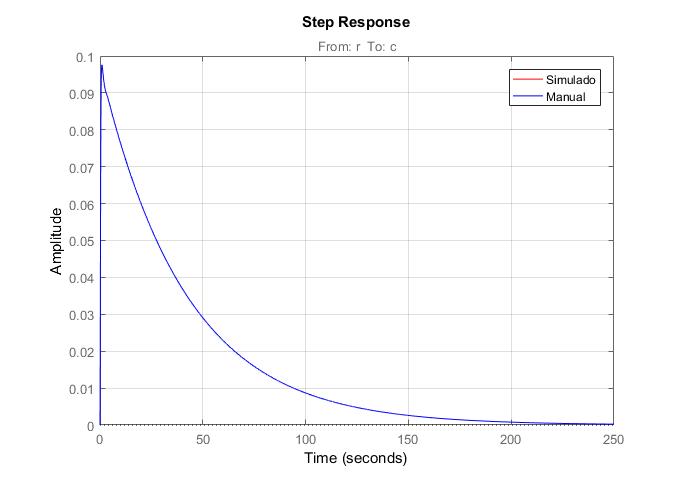 Step Response
From: r To: c
Simulado
Manual
Amplitude
0.1
0.09
0.08
0.07
0.06
0.05
0.04
0.03
0.02
0.01
0
0
50
100
150
200
250
Time (seconds)